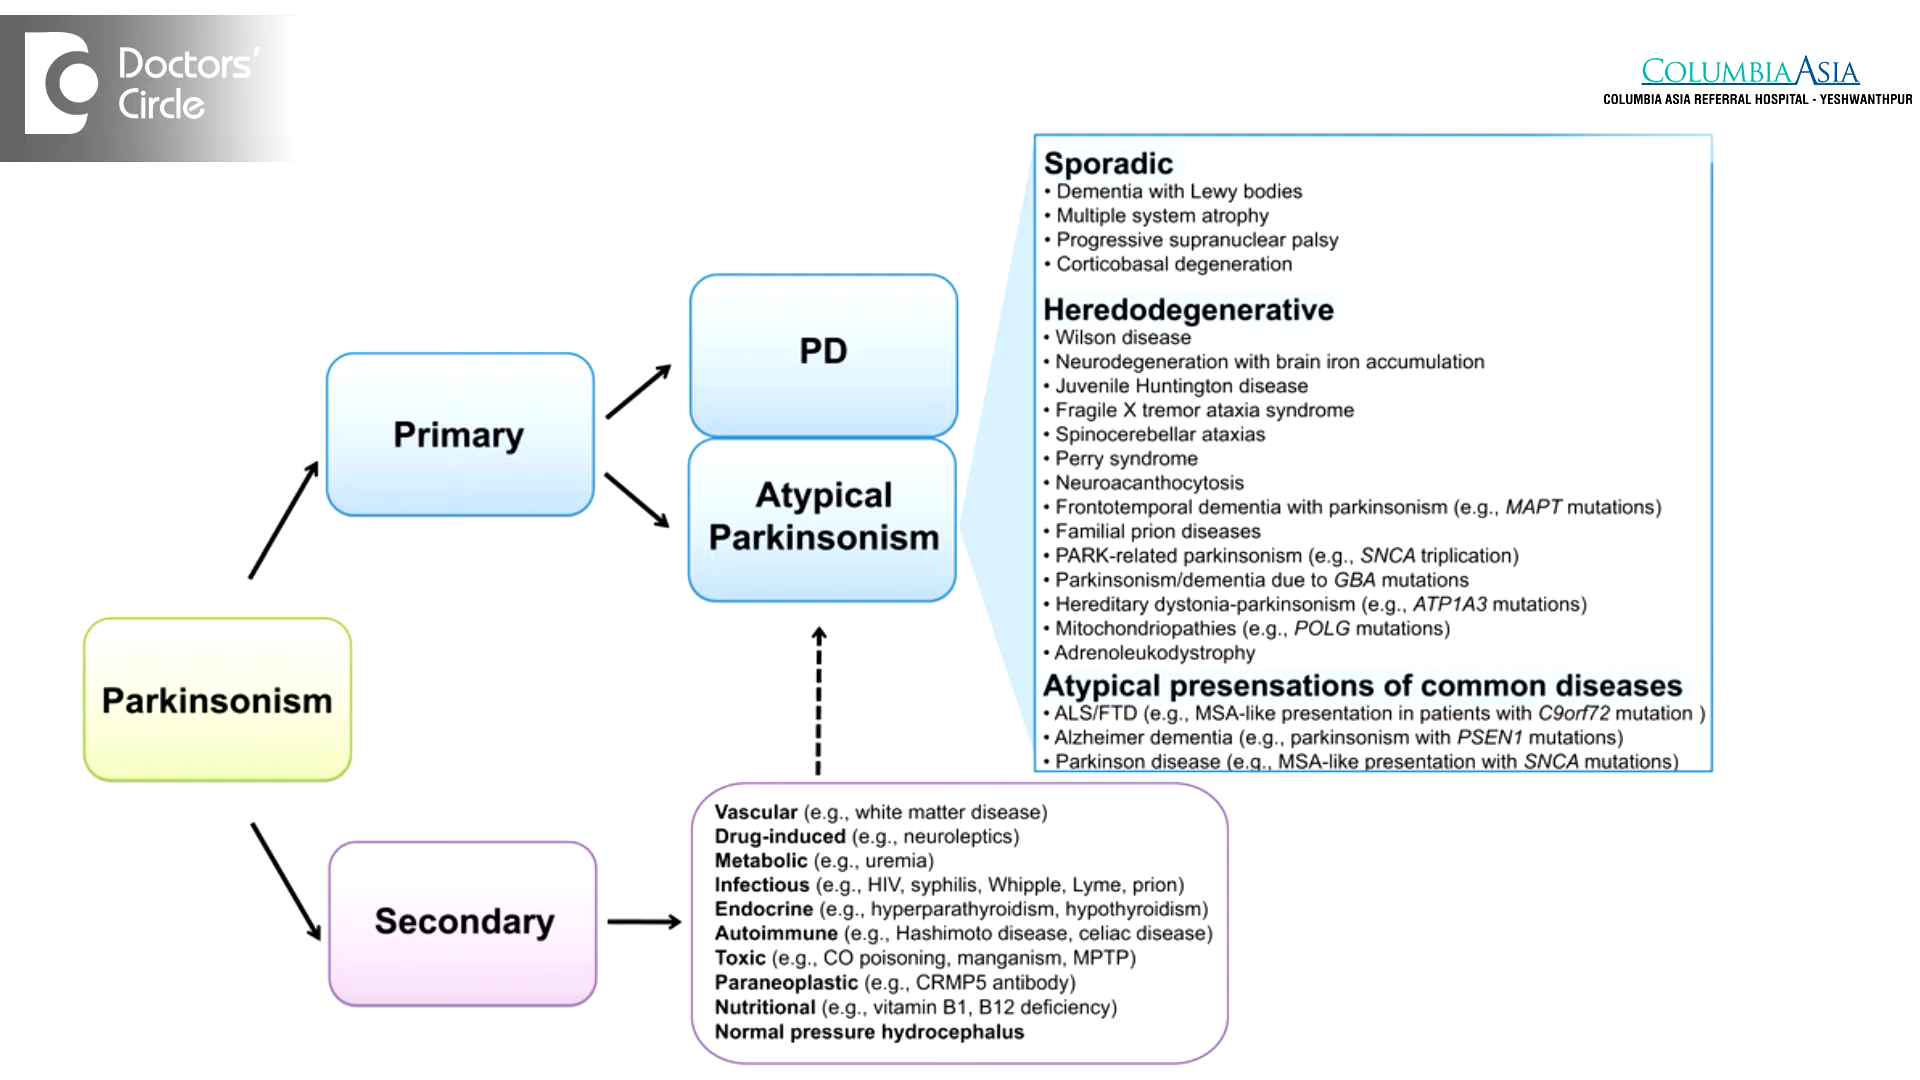 Doctors'
Circle
COLUMBIA ASIA
COLUMBIA ASIA REFERRAL HOSPITAL - YESHWANTHPUR
Parkinsonism
Primary
Secondary
PD
Atypical
Parkinsonism
Sporadic
• Dementia with Lewy bodies
• Multiple system atrophy
• Progressive supranuclear palsy
• Corticobasal degeneration
Heredodegenerative
• Wilson disease
• Neurodegeneration with brain iron accumulation
• Juvenile Huntington disease
• Fragile X tremor ataxia syndrome
• Spinocerebellar ataxias
• Perry syndrome
• Neuroacanthocytosis
• Frontotemporal dementia with parkinsonism (e.g., MAPT mutations)
• Familial prion diseases
• PARK-related parkinsonism (e.g., SNCA triplication)
• Parkinsonism/dementia due to GBA mutations
• Hereditary dystonia-parkinsonism (e.g., ATP1A3 mutations)
• Mitochondriopathies (e.g., POLG mutations)
• Adrenoleukodystrophy
Atypical presensations of common diseases
• ALS/FTD (e.g., MSA-like presentation in patients with C9orf72 mutation )
• Alzheimer dementia (e.g., parkinsonism with PSEN1 mutations)
• Parkinson disease (e.g., MSA-like presentation with SNCA mutations)
Vascular (e.g., white matter disease)
Drug-induced (e.g., neuroleptics)
Metabolic (e.g., uremia)
Infectious (e.g., HIV, syphilis, Whipple, Lyme, prion)
Endocrine (e.g., hyperparathyroidism, hypothyroidism)
Autoimmune (e.g., Hashimoto disease, celiac disease)
Toxic (e.g., CO poisoning, manganism, MPTP)
Paraneoplastic (e.g., CRMP5 antibody)
Nutritional (e.g., vitamin B1, B12 deficiency)
Normal pressure hydrocephalus